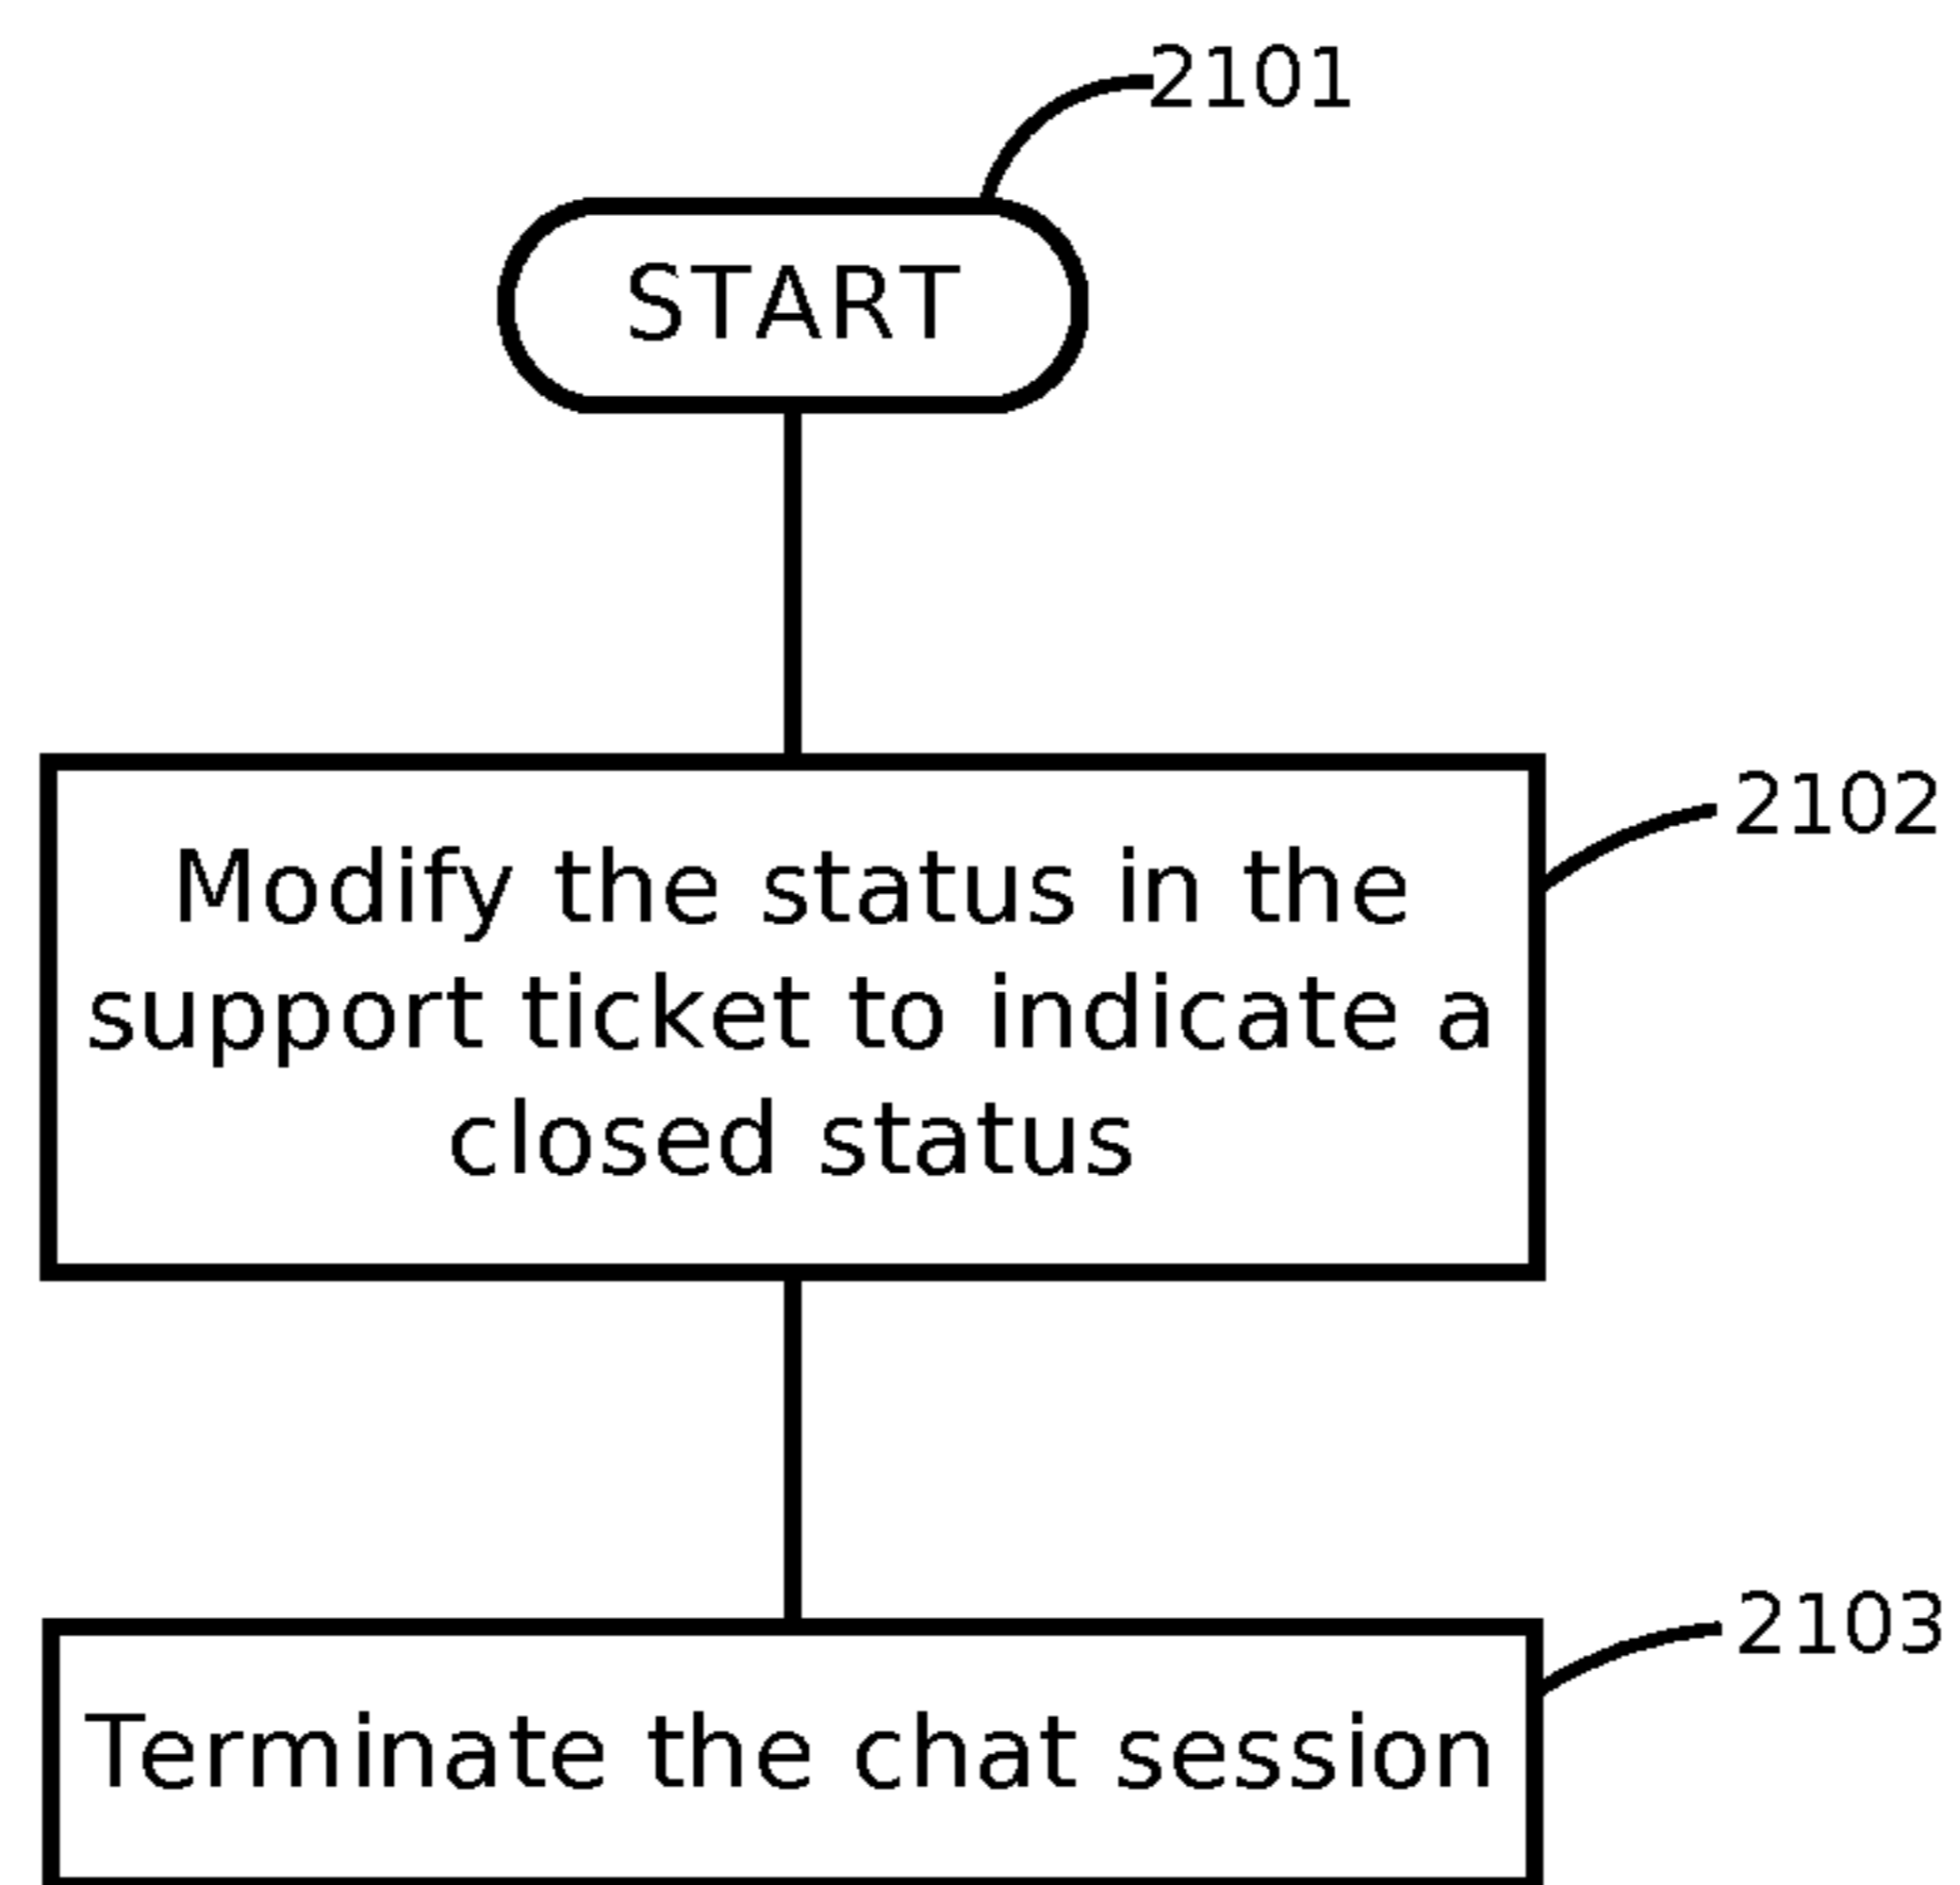 2101
START
2102
Modify the status in the
support ticket to indicate a
closed status
2103
Terminate the chat session